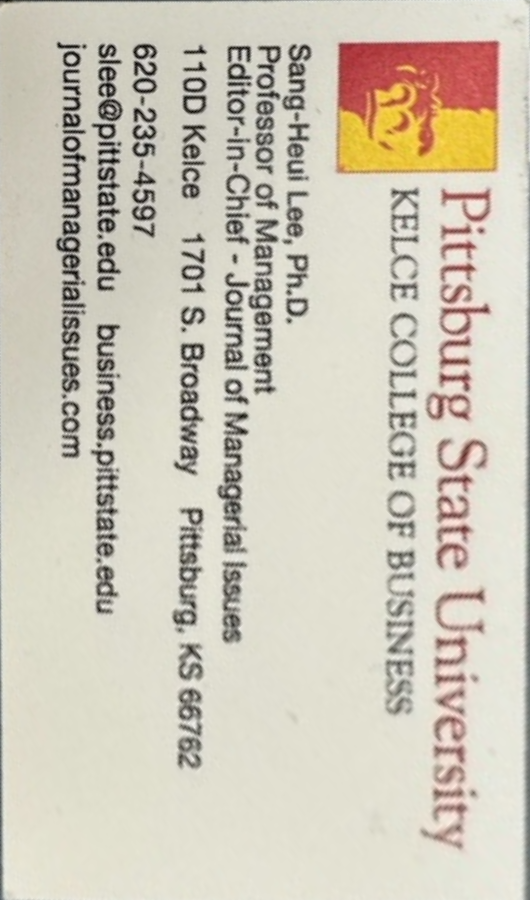 Pittsburg State University
KELCE COLLEGE OF BUSINESS
Sang-Heui Lee, Ph.D.
Professor of Management
Editor-in-Chief - Journal of Managerial Issues
110D Kelce 1701 S. Broadway Pittsburg, KS 66762
620-235-4597
slee@pittstate.edu business.pittstate.edu
journalofmanagerialissues.com